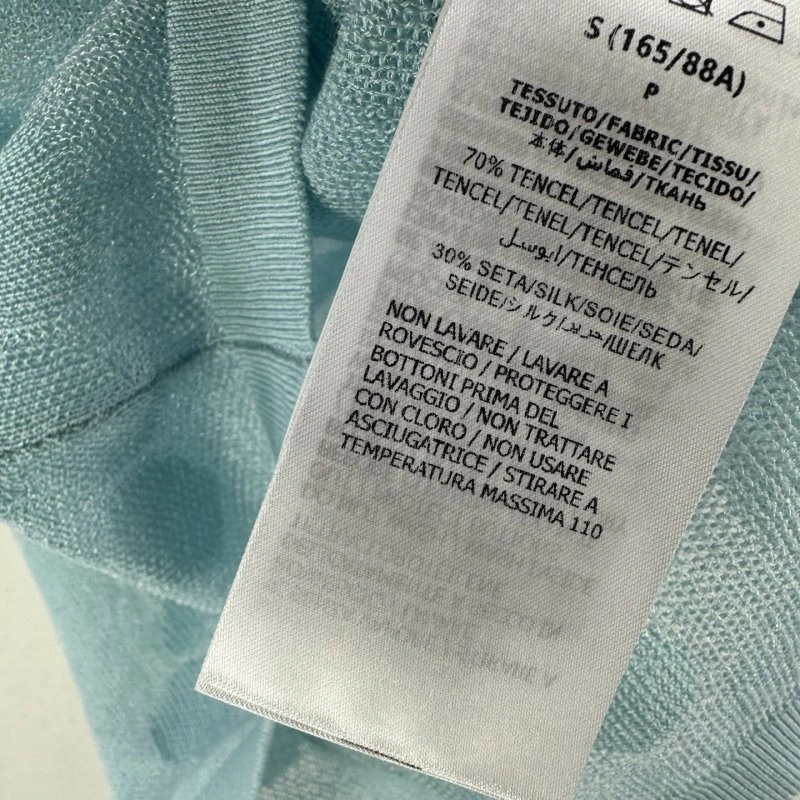 S (165/88A)
P
TESSUTO/FABRIC/TISSU/
TEJIDO/GEWEBE/TECIDO/
本体/قماش/ТКАНЬ
70% TENCEL/TENCEL/TENEL/
TENCEL/TENEL/TENCEL/テンセル/
ليوسل/ТЕНСЕЛЬ
30% SETA/SILK/SOIE/SEDA/
SEIDE/シルク/حرير/ШЕЛК
NON LAVARE / LAVARE A
ROVESCIO / PROTEGGERE I
BOTTONI PRIMA DEL
LAVAGGIO / NON TRATTARE
CON CLORO / NON USARE
ASCIUGATRICE / STIRARE A
TEMPERATURA MASSIMA 110